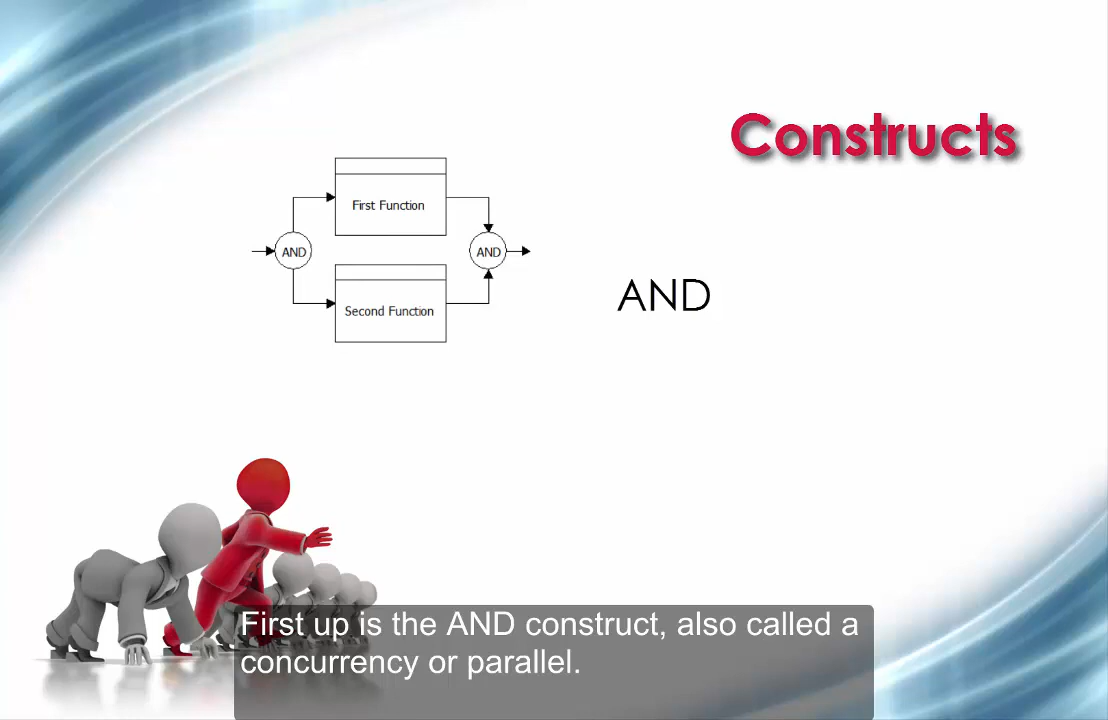 Constructs
First Function
AND
AND
Second Function
AND
First up is the AND construct, also called a
concurrency or parallel.